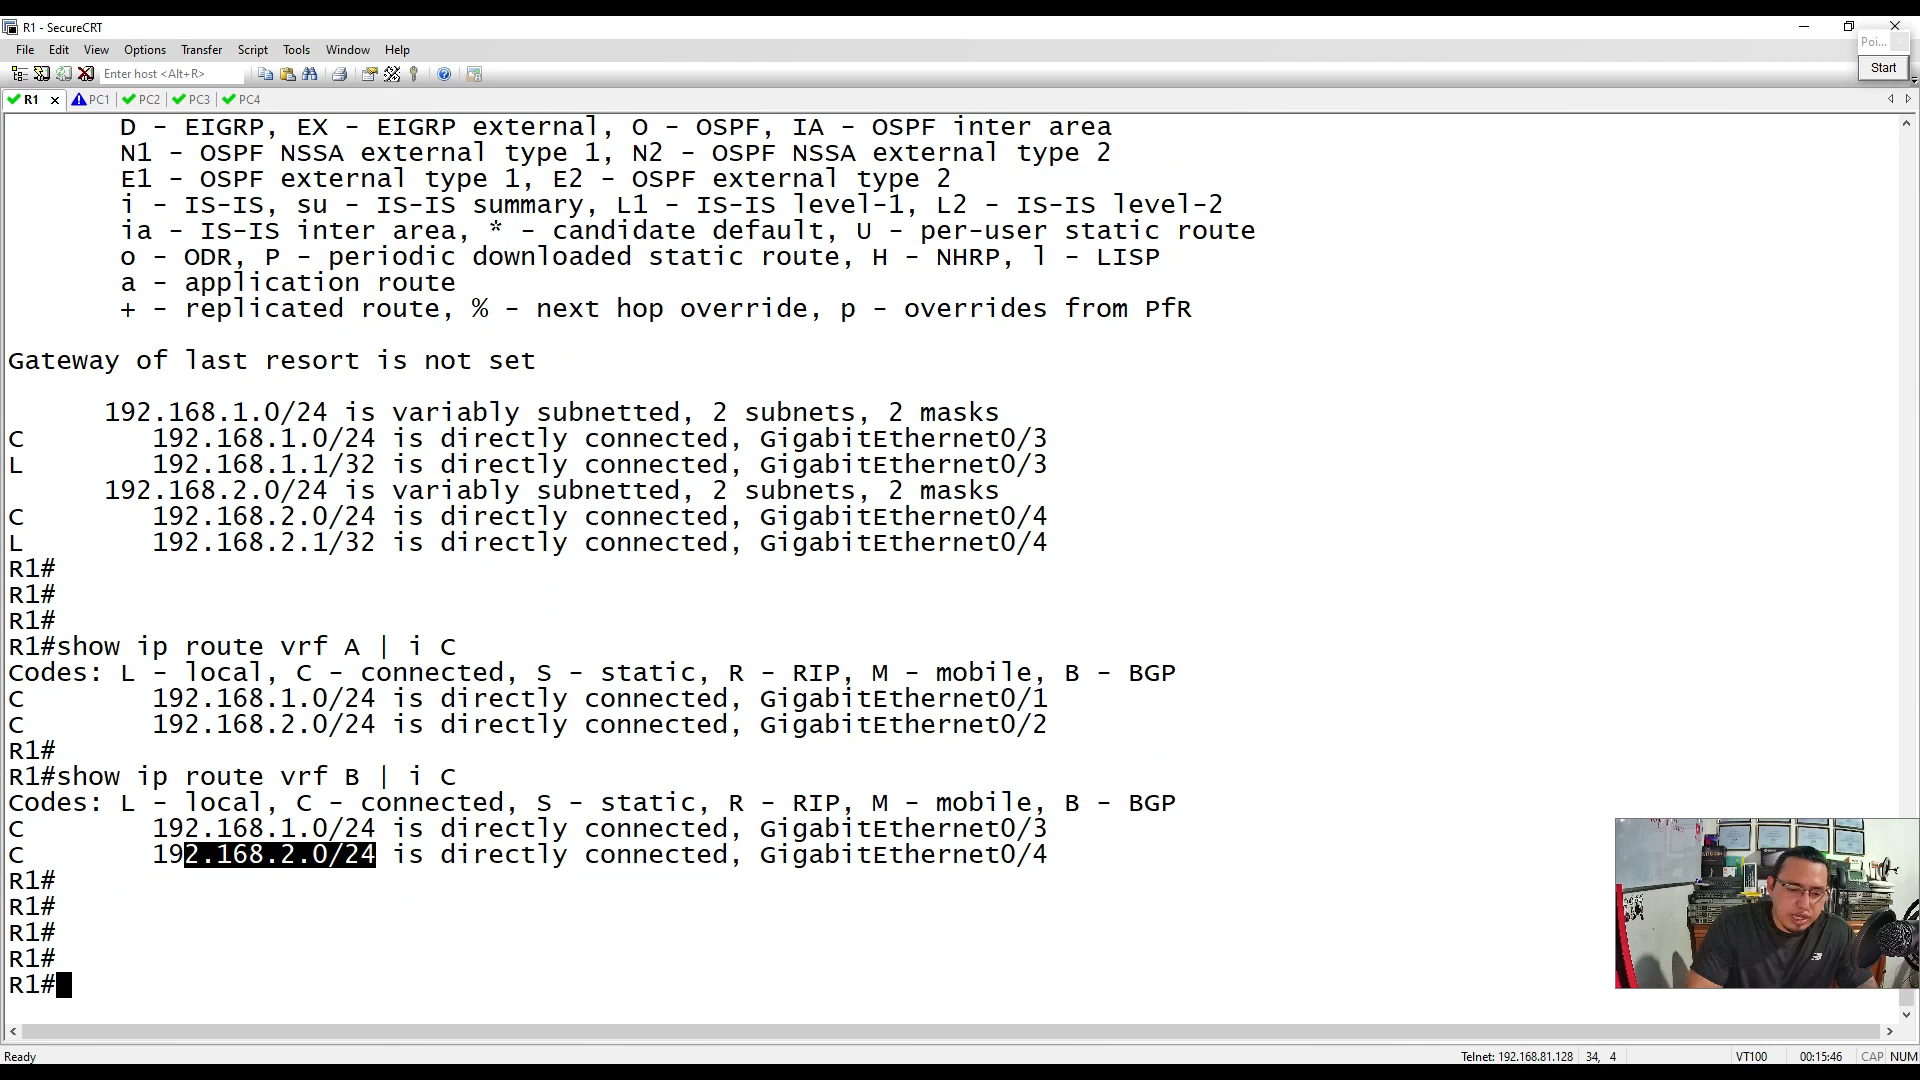 R1 - SecureCRT
File Edit View Options Transfer Script Tools Window Help
Poi...
Enter host <Alt+R>
Start
R1 PC1 PC2 PC3 PC4
D - EIGRP, EX - EIGRP external, O - OSPF, IA - OSPF inter area
N1 - OSPF NSSA external type 1, N2 - OSPF NSSA external type 2
E1 - OSPF external type 1, E2 - OSPF external type 2
i - IS-IS, su - IS-IS summary, L1 - IS-IS level-1, L2 - IS-IS level-2
ia - IS-IS inter area, * - candidate default, U - per-user static route
o - ODR, P - periodic downloaded static route, H - NHRP, l - LISP
a - application route
+ - replicated route, % - next hop override, p - overrides from PfR
Gateway of last resort is not set
192.168.1.0/24 is variably subnetted, 2 subnets, 2 masks
C 192.168.1.0/24 is directly connected, GigabitEthernet0/3
L 192.168.1.1/32 is directly connected, GigabitEthernet0/3
192.168.2.0/24 is variably subnetted, 2 subnets, 2 masks
C 192.168.2.0/24 is directly connected, GigabitEthernet0/4
L 192.168.2.1/32 is directly connected, GigabitEthernet0/4
R1#
R1#
R1#
R1#show ip route vrf A | i C
Codes: L - local, C - connected, S - static, R - RIP, M - mobile, B - BGP
C 192.168.1.0/24 is directly connected, GigabitEthernet0/1
C 192.168.2.0/24 is directly connected, GigabitEthernet0/2
R1#
R1#show ip route vrf B | i C
Codes: L - local, C - connected, S - static, R - RIP, M - mobile, B - BGP
C 192.168.1.0/24 is directly connected, GigabitEthernet0/3
C 192.168.2.0/24 is directly connected, GigabitEthernet0/4
R1#
R1#
R1#
R1#
R1#
Ready Telnet: 192.168.81.128 34, 4 VT100 00:15:46 CAP NUM